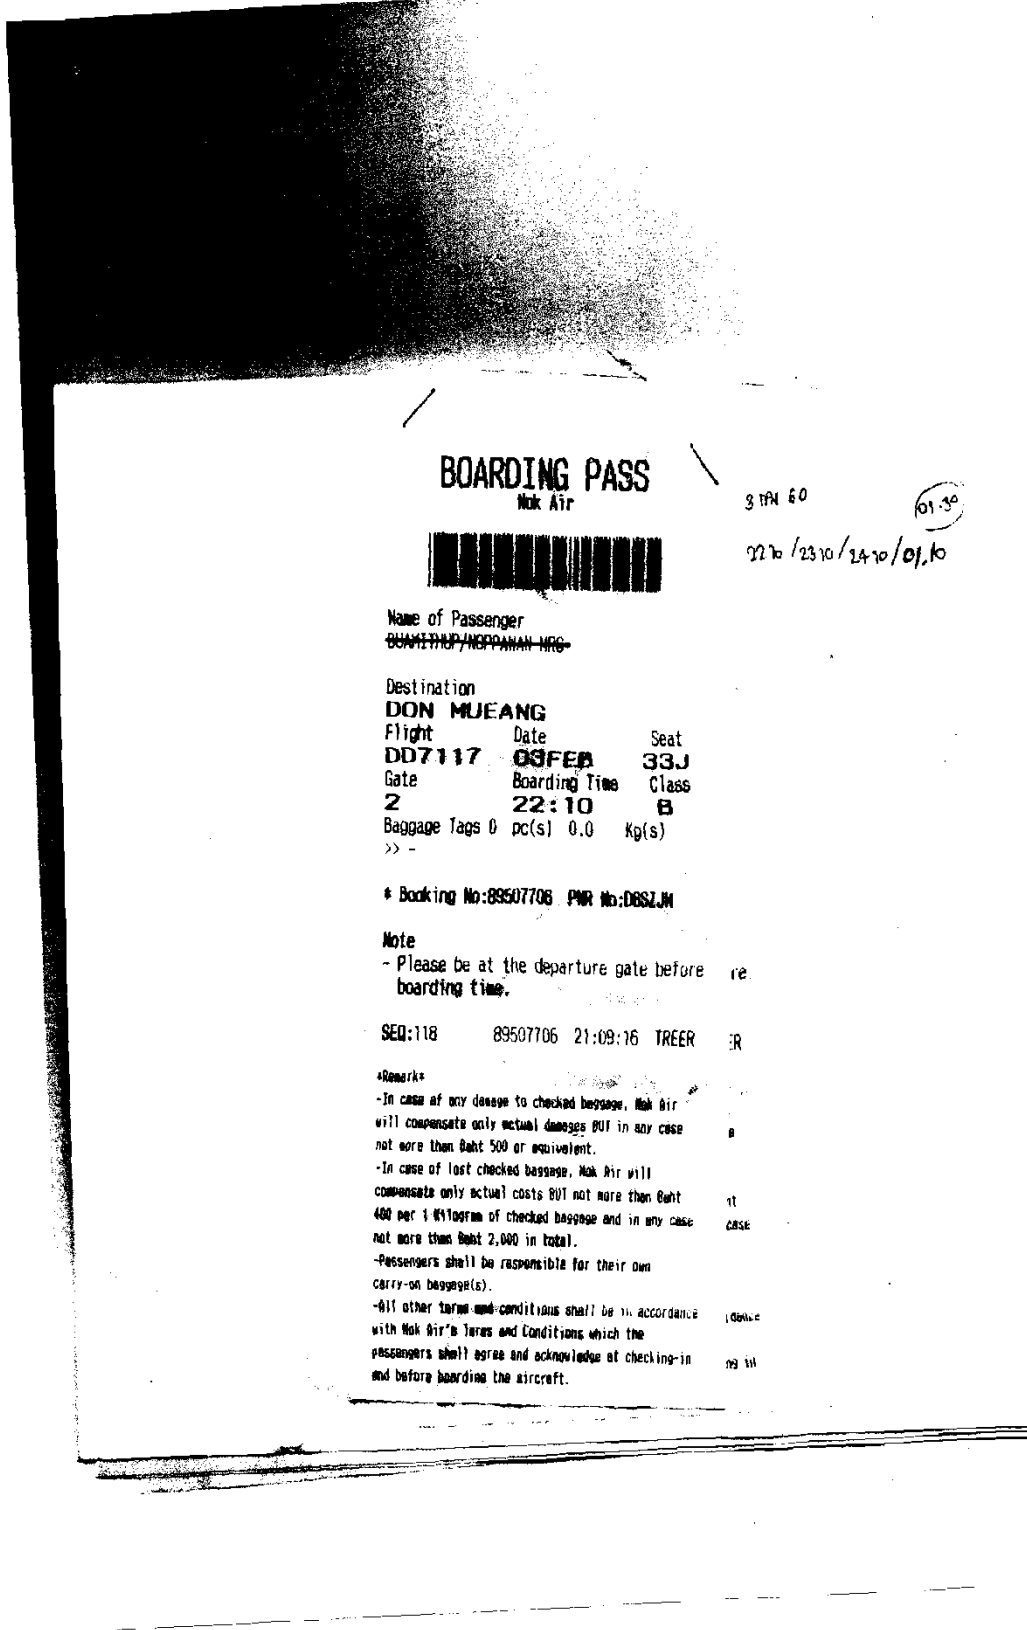 BOARDING PASS
Nok Air
3 กพ 60
01.30
2210/2310/2410/01.10
Name of Passenger
BUAMITHUP/NOPPANAN MRS
Destination
DON MUEANG
Flight Date Seat
DD7117 03FEB 33J
Gate Boarding Time Class
2 22:10 B
Baggage Tags 0 pc(s) 0.0 Kg(s)
>> -
* Booking No:89507706 PNR No:
Note
- Please be at the departure gate before re
boarding time.
SEQ:118 89507706 21:09:16 TREER ER
*Remark*
-In case of any damage to checked baggage, Nok Air
will compensate only actual damages BUT in any case
not more than Baht 500 or equivalent.
-In case of lost checked baggage, Nok Air will
compensate only actual costs BUT not more than Baht
400 per 1 Kilogram of checked baggage and in any case case
not more than Baht 2,000 in total.
-Passengers shall be responsible for their own
carry-on baggage(s).
-All other terms and conditions shall be in accordance
with Nok Air's Terms and Conditions which the
passengers shall agree and acknowledge at checking-in
and before boarding the aircraft.